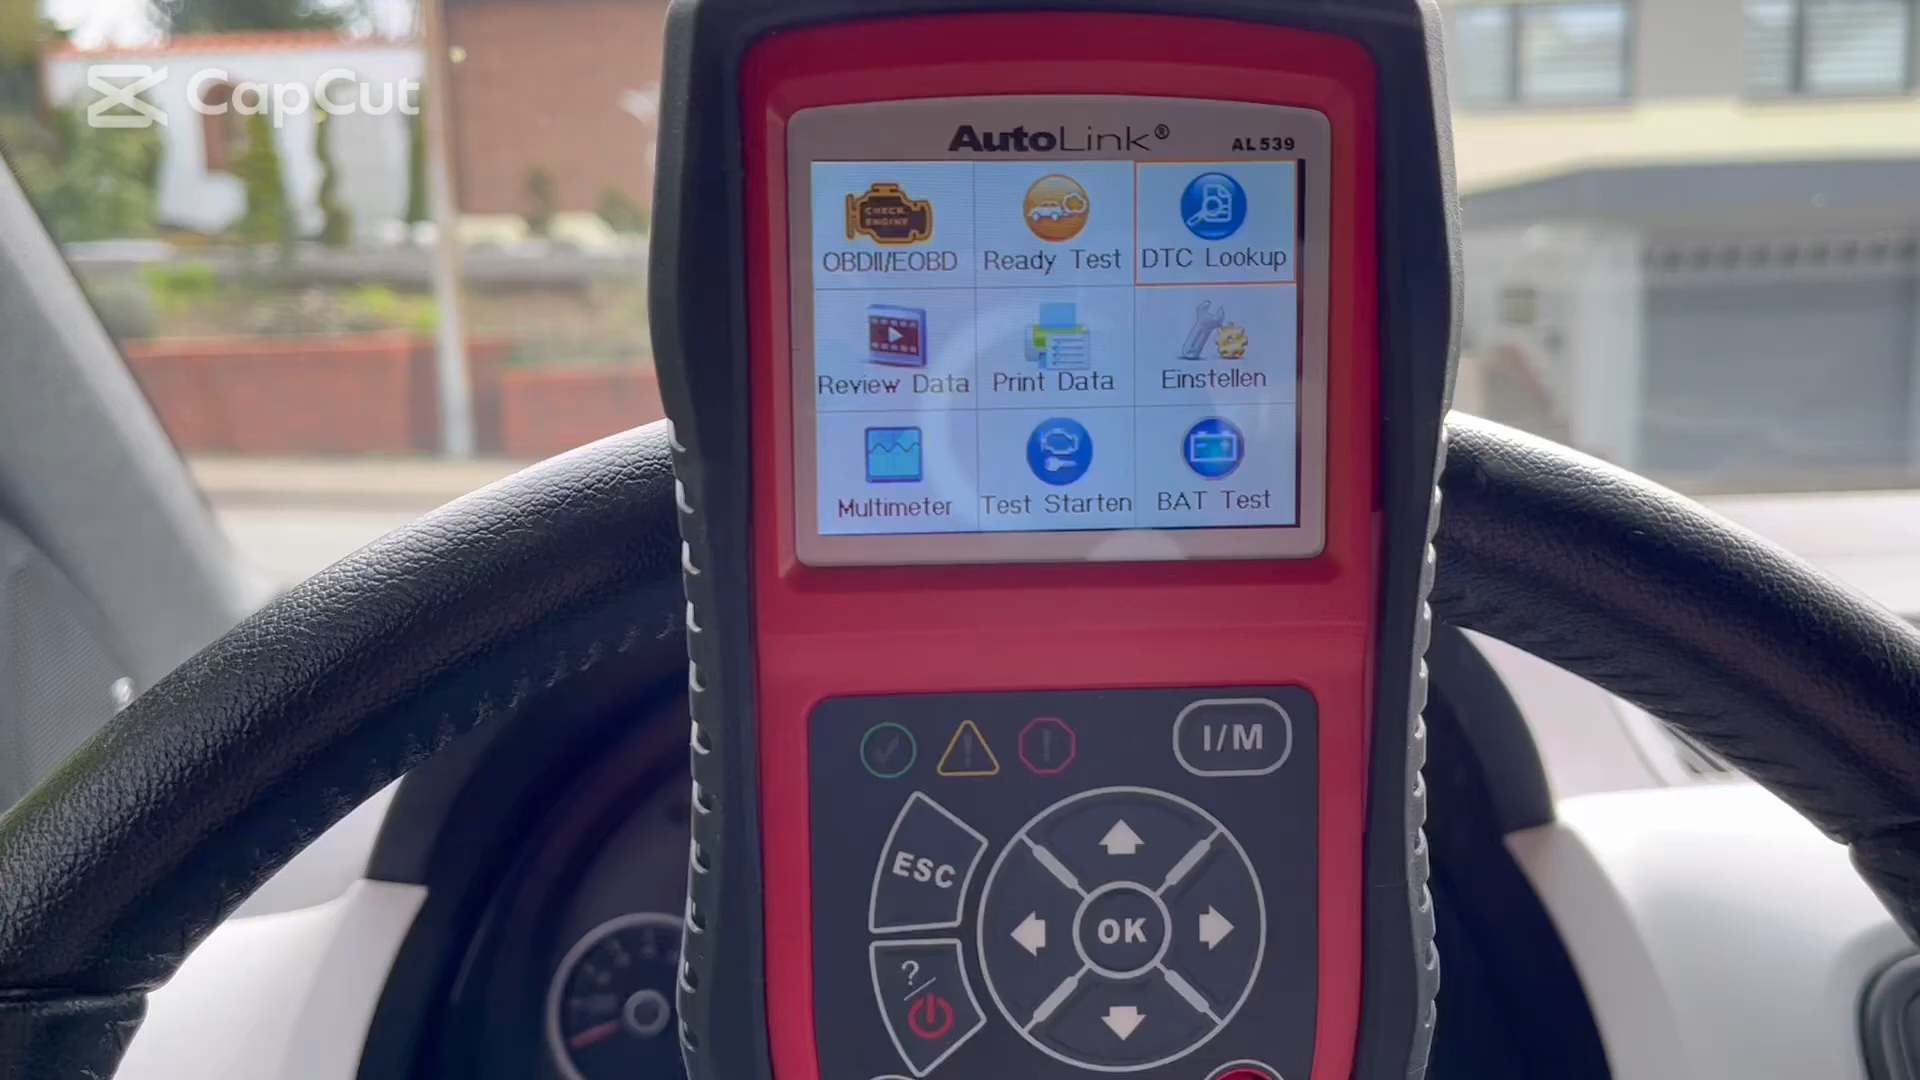 CapCut
AutoLink®
AL539
CHECK ENGINE
OBDII/EOBD
Ready Test
DTC Lookup
Review Data
Print Data
Einstellen
Multimeter
Test Starten
BAT Test
I/M
ESC
OK
?